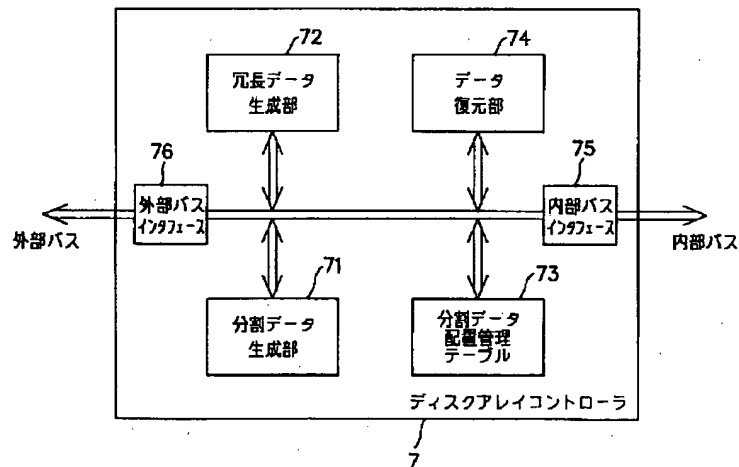 72
冗長データ
生成部
74
データ
復元部
76
外部バス
インタフェース
75
内部バス
インタフェース
外部バス
内部バス
71
分割データ
生成部
73
分割データ
配置管理
テーブル
ディスクアレイコントローラ
7